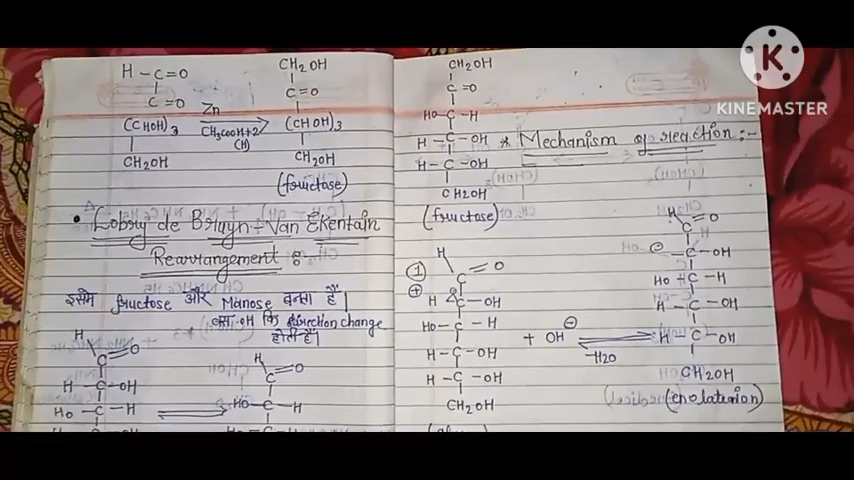 H-C=O
C=O
(CHOH)3
CH2OH
Zn
CH3COOH+2
(H)
CH2OH
C=O
(CHOH)3
CH2OH
(fructose)
• Lobry de Bruyn + Van Ekentain
Rearrangement :-
इसमे fructose और Manose बनता है।
बस -OH कि direction change
होती है।
H
C=O
H-C-OH
HO-C-H
H
C=O
HO-C-H
CH2OH
C=O
HO-C-H
H-C-OH
H-C-OH
CH2OH
(fructose)
* Mechanism of reaction :-
①
H
C=O
H-C-OH
HO-C-H
H-C-OH
H-C-OH
CH2OH
+ OH⊖
-H2O
H
C=O
⊖-C-OH
HO-C-H
H-C-OH
H-C-OH
CH2OH
K
KINEMASTER